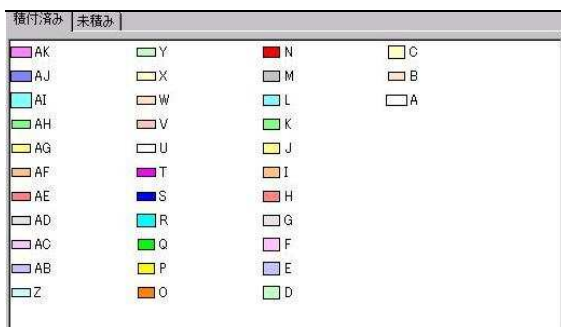 積付済み 未積み
AK Y N C
AJ X M B
AI W L A
AH V K
AG U J
AF T I
AE S H
AD R G
AC Q F
AB P E
Z O D